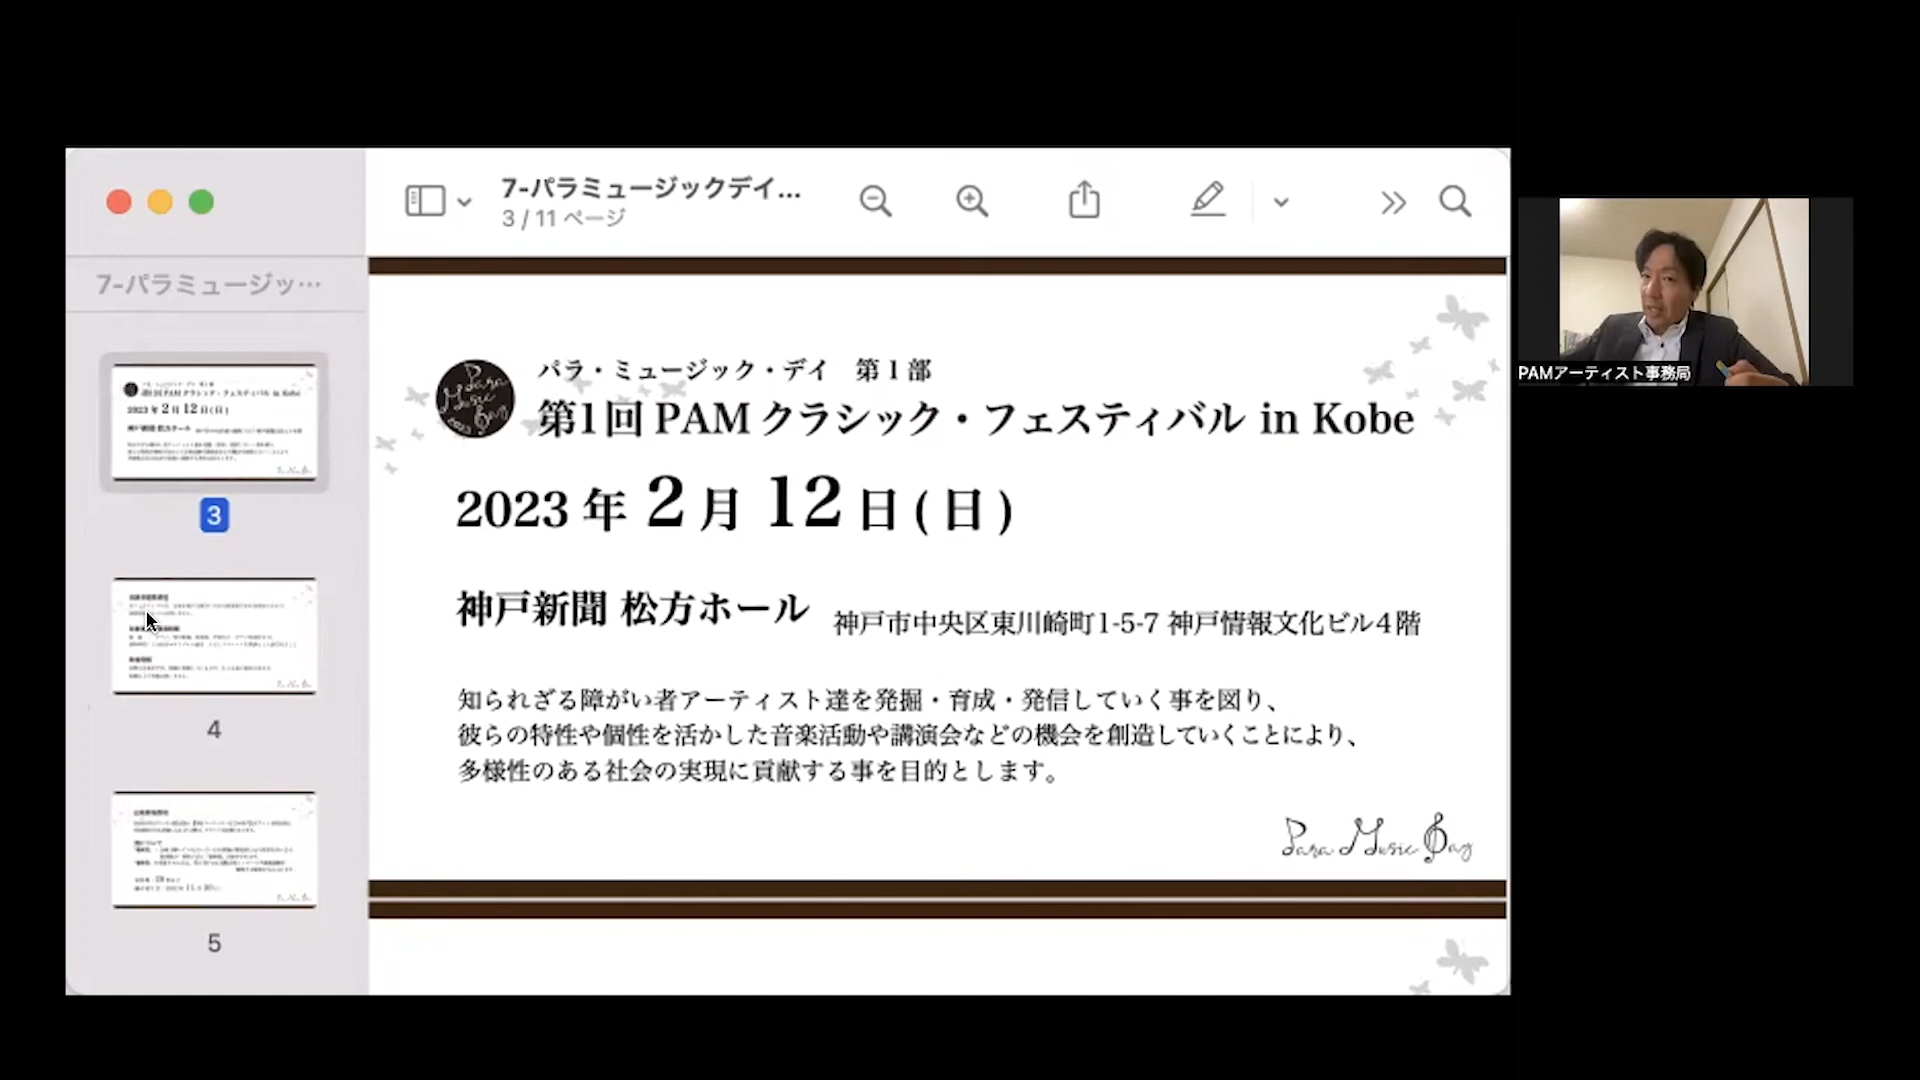 7-パラミュージックデイ...
3 / 11 ページ
7-パラミュージッ…
3
4
5
Para Music Day 2023
パラ・ミュージック・デイ 第1部
第1回 PAM クラシック・フェスティバル in Kobe
2023 年 2 月 12 日 ( 日 )
神戸新聞 松方ホール 神戸市中央区東川崎町1-5-7 神戸情報文化ビル4階
知られざる障がい者アーティスト達を発掘・育成・発信していく事を図り、
彼らの特性や個性を活かした音楽活動や講演会などの機会を創造していくことにより、
多様性のある社会の実現に貢献する事を目的とします。
Para Music Day
PAMアーティスト事務局